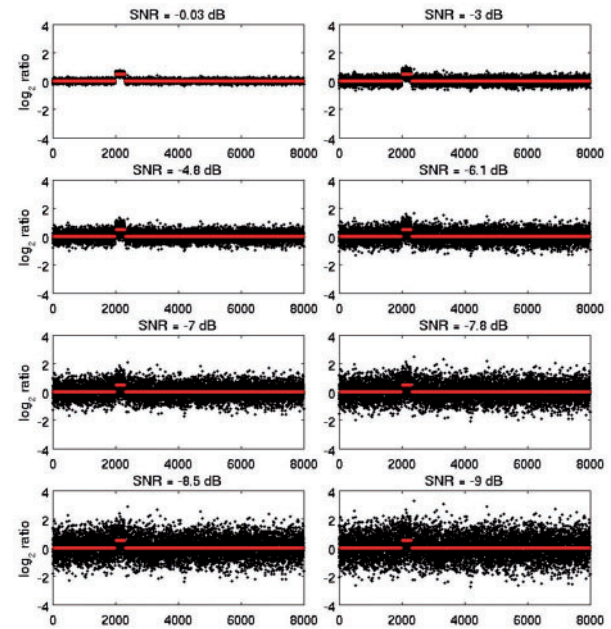 SNR = -0.03 dB
SNR = -3 dB
log2 ratio
4
2
0
-2
-4
0 2000 4000 6000 8000
4
2
0
-2
-4
0 2000 4000 6000 8000
SNR = -4.8 dB
SNR = -6.1 dB
log2 ratio
4
2
0
-2
-4
0 2000 4000 6000 8000
4
2
0
-2
-4
0 2000 4000 6000 8000
SNR = -7 dB
SNR = -7.8 dB
log2 ratio
4
2
0
-2
-4
0 2000 4000 6000 8000
4
2
0
-2
-4
0 2000 4000 6000 8000
SNR = -8.5 dB
SNR = -9 dB
log2 ratio
4
2
0
-2
-4
0 2000 4000 6000 8000
4
2
0
-2
-4
0 2000 4000 6000 8000